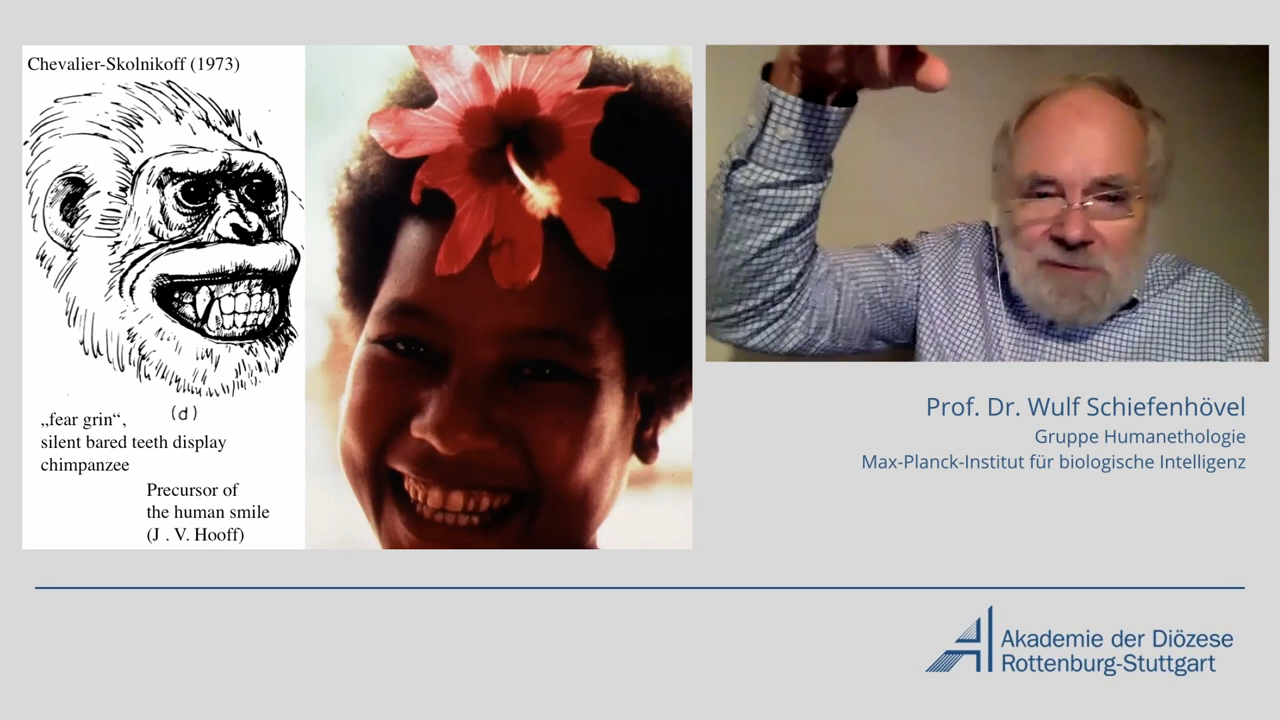 Chevalier-Skolnikoff (1973)
(d)
„fear grin“,
silent bared teeth display
chimpanzee
Precursor of
the human smile
(J . V. Hooff)
Prof. Dr. Wulf Schiefenhövel
Gruppe Humanethologie
Max-Planck-Institut für biologische Intelligenz
Akademie der Diözese
Rottenburg-Stuttgart